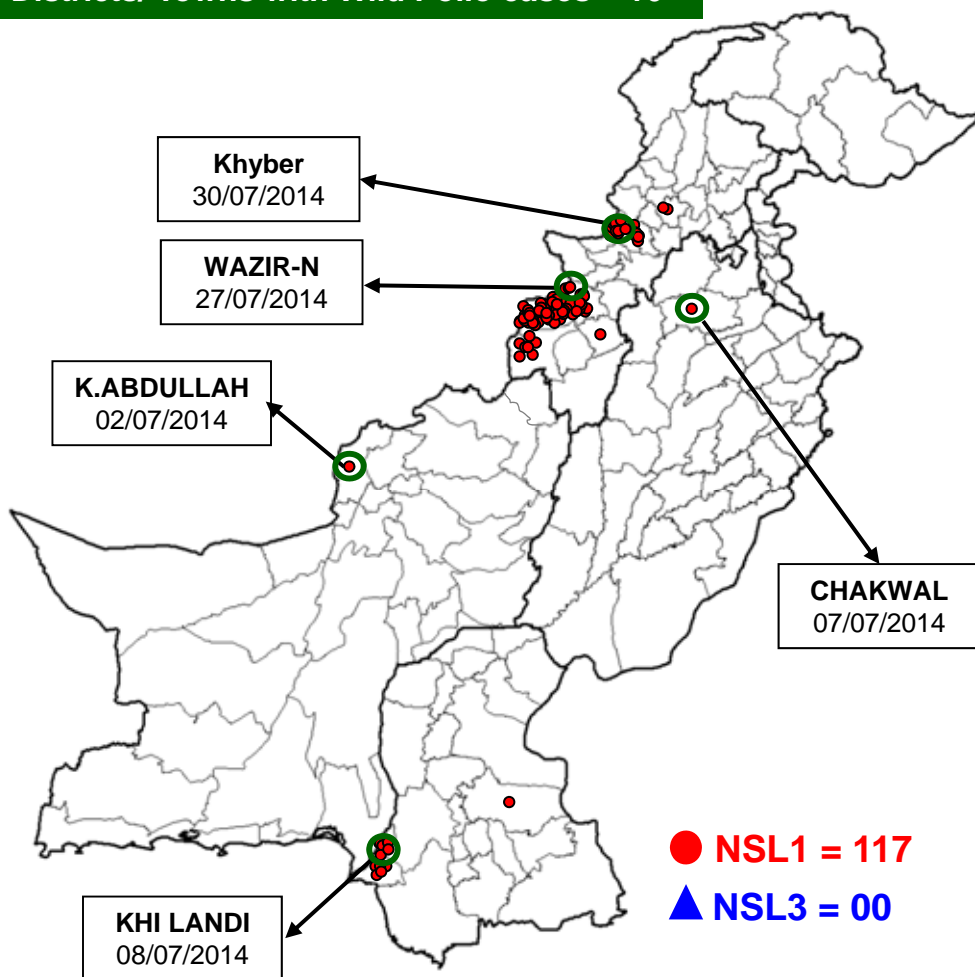 Khyber
30/07/2014
WAZIR-N
27/07/2014
K.ABDULLAH
02/07/2014
CHAKWAL
07/07/2014
KHI LANDI
08/07/2014
NSL1 = 117
NSL3 = 00